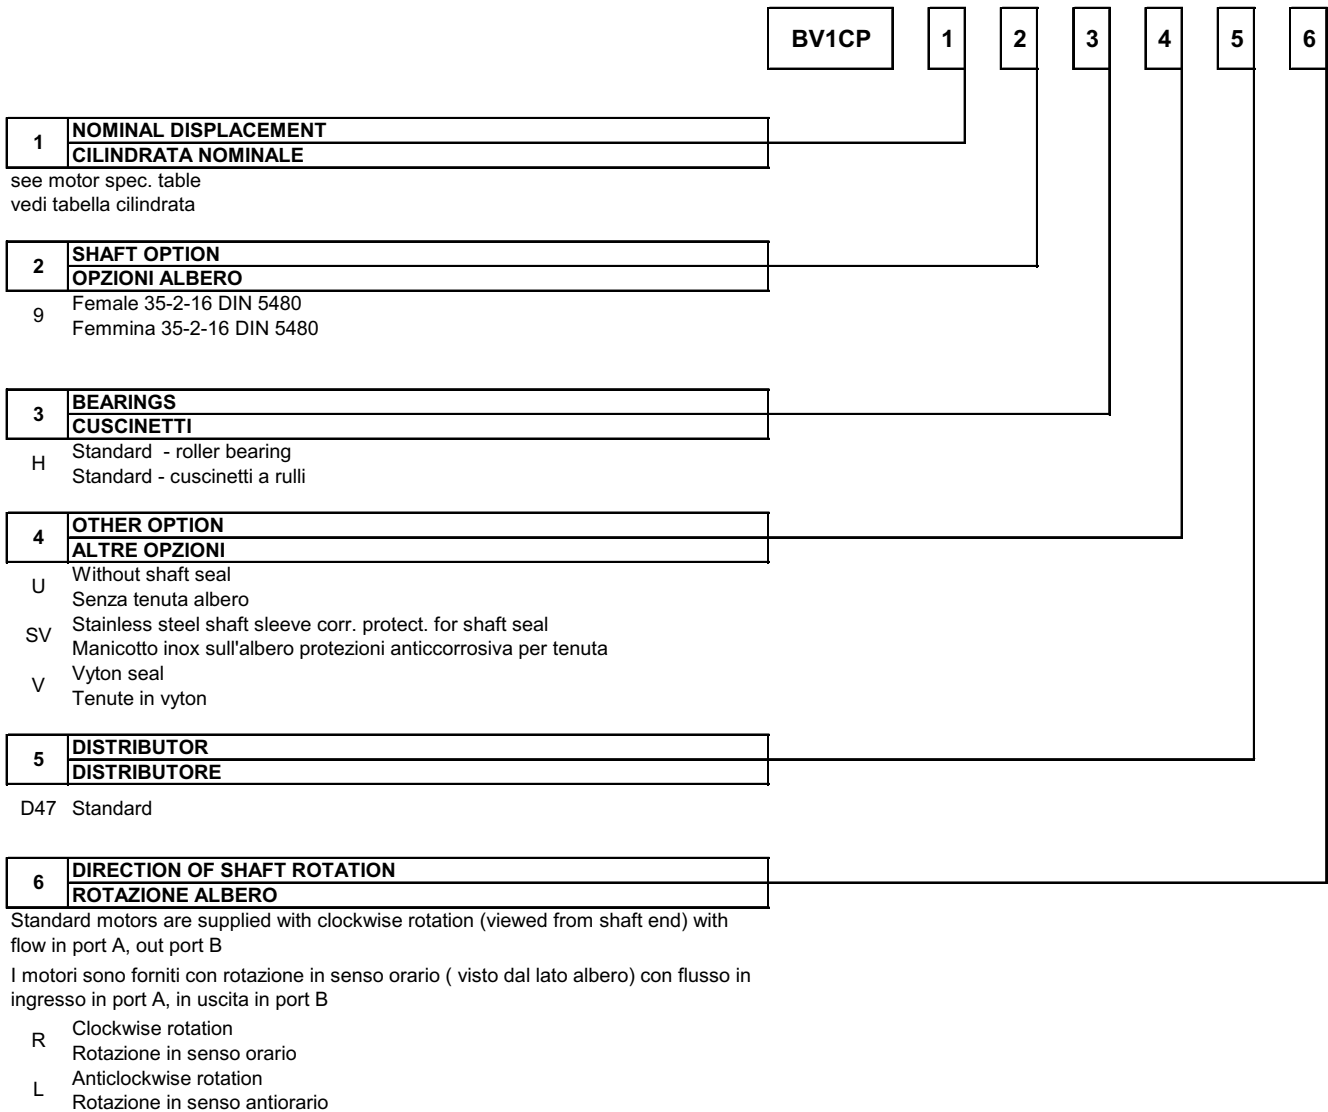 BV1CP 1 2 3 4 5 6
1 NOMINAL DISPLACEMENT
CILINDRATA NOMINALE
see motor spec. table
vedi tabella cilindrata
2 SHAFT OPTION
OPZIONI ALBERO
9 Female 35-2-16 DIN 5480
Femmina 35-2-16 DIN 5480
3 BEARINGS
CUSCINETTI
H Standard - roller bearing
Standard - cuscinetti a rulli
4 OTHER OPTION
ALTRE OPZIONI
U Without shaft seal
Senza tenuta albero
SV Stainless steel shaft sleeve corr. protect. for shaft seal
Manicotto inox sull'albero protezioni anticcorrosiva per tenuta
V Vyton seal
Tenute in vyton
5 DISTRIBUTOR
DISTRIBUTORE
D47 Standard
6 DIRECTION OF SHAFT ROTATION
ROTAZIONE ALBERO
Standard motors are supplied with clockwise rotation (viewed from shaft end) with
flow in port A, out port B
I motori sono forniti con rotazione in senso orario ( visto dal lato albero) con flusso in
ingresso in port A, in uscita in port B
R Clockwise rotation
Rotazione in senso orario
L Anticlockwise rotation
Rotazione in senso antiorario